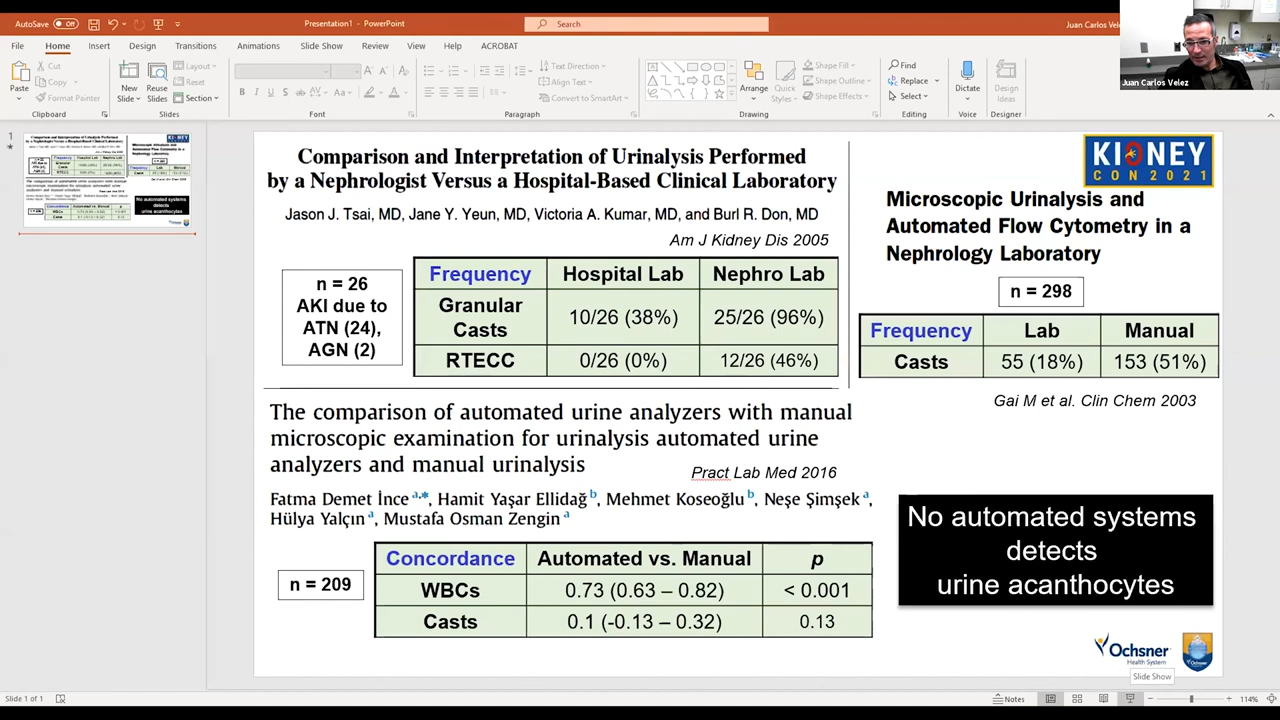 AutoSave Off
Presentation1 - PowerPoint
Search
Juan Carlos
File Home Insert Design Transitions Animations Slide Show Review View Help ACROBAT
Paste
Cut
Copy
Format Painter
Clipboard
New Slide
Reuse Slides
Layout
Reset
Section
Slides
Font
Text Direction
Align Text
Convert to SmartArt
Paragraph
Arrange
Quick Styles
Shape Fill
Shape Outline
Shape Effects
Drawing
Find
Replace
Select
Editing
Dictate
Voice
Design Ideas
Designer
Juan Carlos Velez
1
Comparison and Interpretation of Urinalysis Performed
by a Nephrologist Versus a Hospital-Based Clinical Laboratory
Jason J. Tsai, MD, Jane Y. Yeun, MD, Victoria A. Kumar, MD, and Burl R. Don, MD
Am J Kidney Dis 2005
n = 26
AKI due to
ATN (24),
AGN (2)
Frequency Hospital Lab Nephro Lab
Granular Casts 10/26 (38%) 25/26 (96%)
RTECC 0/26 (0%) 12/26 (46%)
KIDNEY
CON 2021
Microscopic Urinalysis and
Automated Flow Cytometry in a
Nephrology Laboratory
n = 298
Frequency Lab Manual
Casts 55 (18%) 153 (51%)
Gai M et al. Clin Chem 2003
The comparison of automated urine analyzers with manual
microscopic examination for urinalysis automated urine
analyzers and manual urinalysis
Pract Lab Med 2016
Fatma Demet İnce a,*, Hamit Yaşar Ellidağ b, Mehmet Koseoğlu b, Neşe Şimşek a,
Hülya Yalçın a, Mustafa Osman Zengin a
n = 209
Concordance Automated vs. Manual p
WBCs 0.73 (0.63 – 0.82) < 0.001
Casts 0.1 (-0.13 – 0.32) 0.13
No automated systems
detects
urine acanthocytes
Ochsner
Health System
Slide Show
Slide 1 of 1
Notes
114%